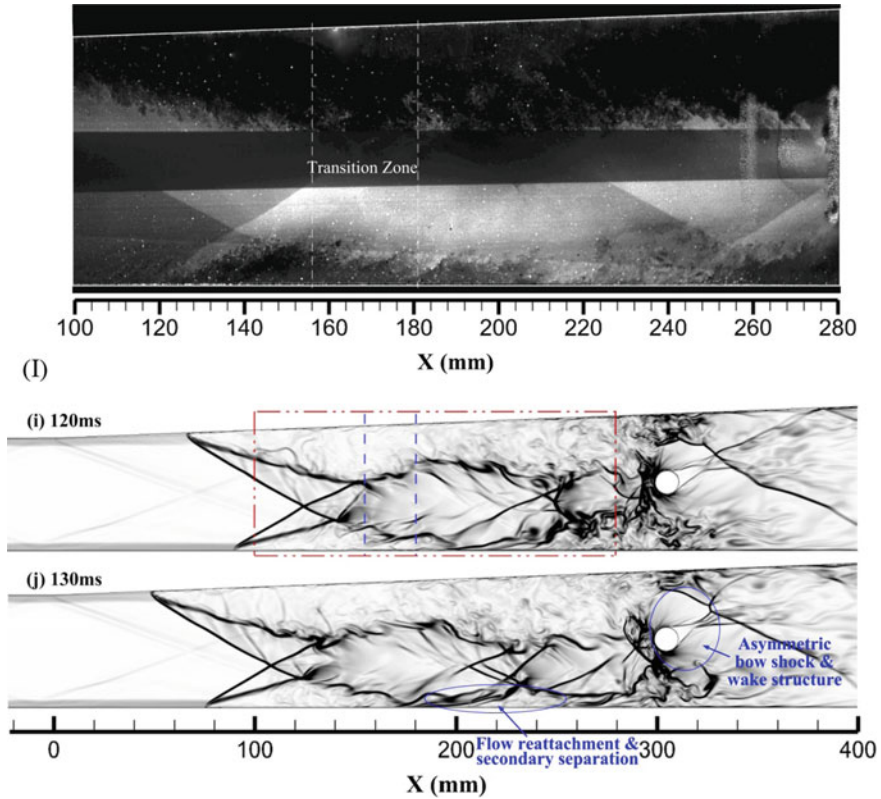 Transition Zone
100 120 140 160 180 200 220 240 260 280
X (mm)
(I)
(i) 120ms
(j) 130ms
Asymmetric
bow shock &
wake structure
Flow reattachment &
secondary separation
0 100 200 300 400
X (mm)